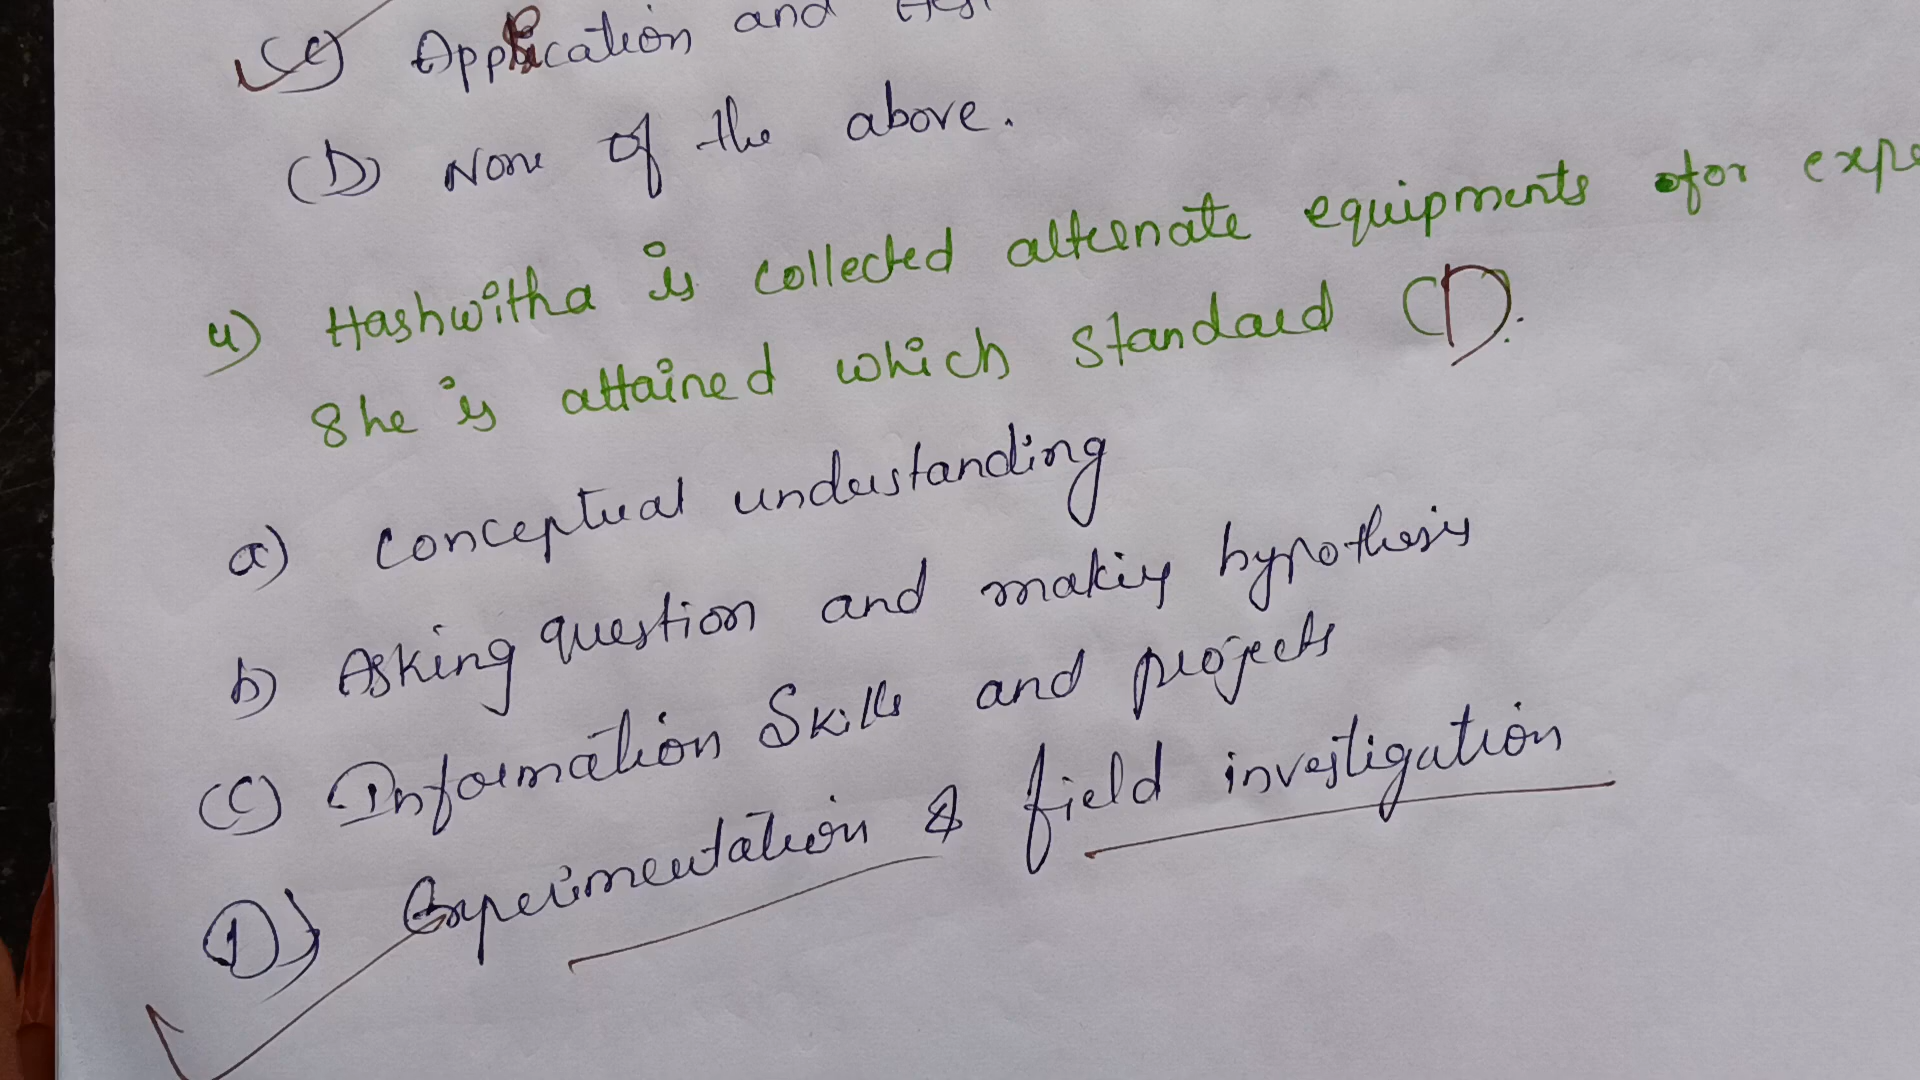 (C) Application and
(D) None of the above.
4) Hashwitha is collected alternate equipments for
She is attained which standard (D).
a) Conceptual understanding
b) Asking question and making hypothesis
(C) Information Skills and projects
D) Experimentation & field investigation